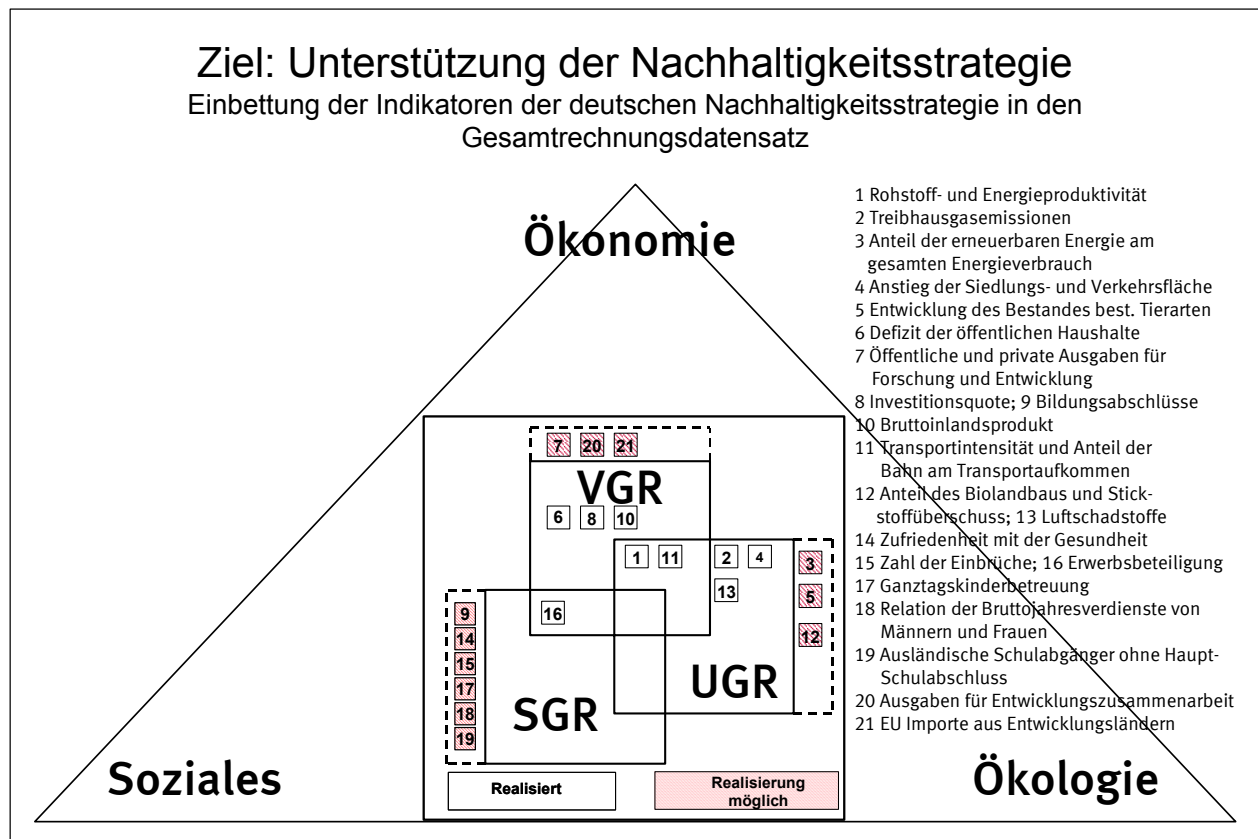 Ziel: Unterstützung der Nachhaltigkeitsstrategie
Einbettung der Indikatoren der deutschen Nachhaltigkeitsstrategie in den
Gesamtrechnungsdatensatz
Ökonomie
1 Rohstoff- und Energieproduktivität
2 Treibhausgasemissionen
3 Anteil der erneuerbaren Energie am
gesamten Energieverbrauch
4 Anstieg der Siedlungs- und Verkehrsfläche
5 Entwicklung des Bestandes best. Tierarten
6 Defizit der öffentlichen Haushalte
7 Öffentliche und private Ausgaben für
Forschung und Entwicklung
8 Investitionsquote; 9 Bildungsabschlüsse
10 Bruttoinlandsprodukt
11 Transportintensität und Anteil der
Bahn am Transportaufkommen
12 Anteil des Biolandbaus und Stick-
stoffüberschuss; 13 Luftschadstoffe
14 Zufriedenheit mit der Gesundheit
15 Zahl der Einbrüche; 16 Erwerbsbeteiligung
17 Ganztagskinderbetreuung
18 Relation der Bruttojahresverdienste von
Männern und Frauen
19 Ausländische Schulabgänger ohne Haupt-
Schulabschluss
20 Ausgaben für Entwicklungszusammenarbeit
21 EU Importe aus Entwicklungsländern
7 20 21
VGR
6 8 10
1 11 2 4 3
13 5
16 12
9
14
15
17
18
19
UGR
SGR
Soziales
Ökologie
Realisiert
Realisierung
möglich